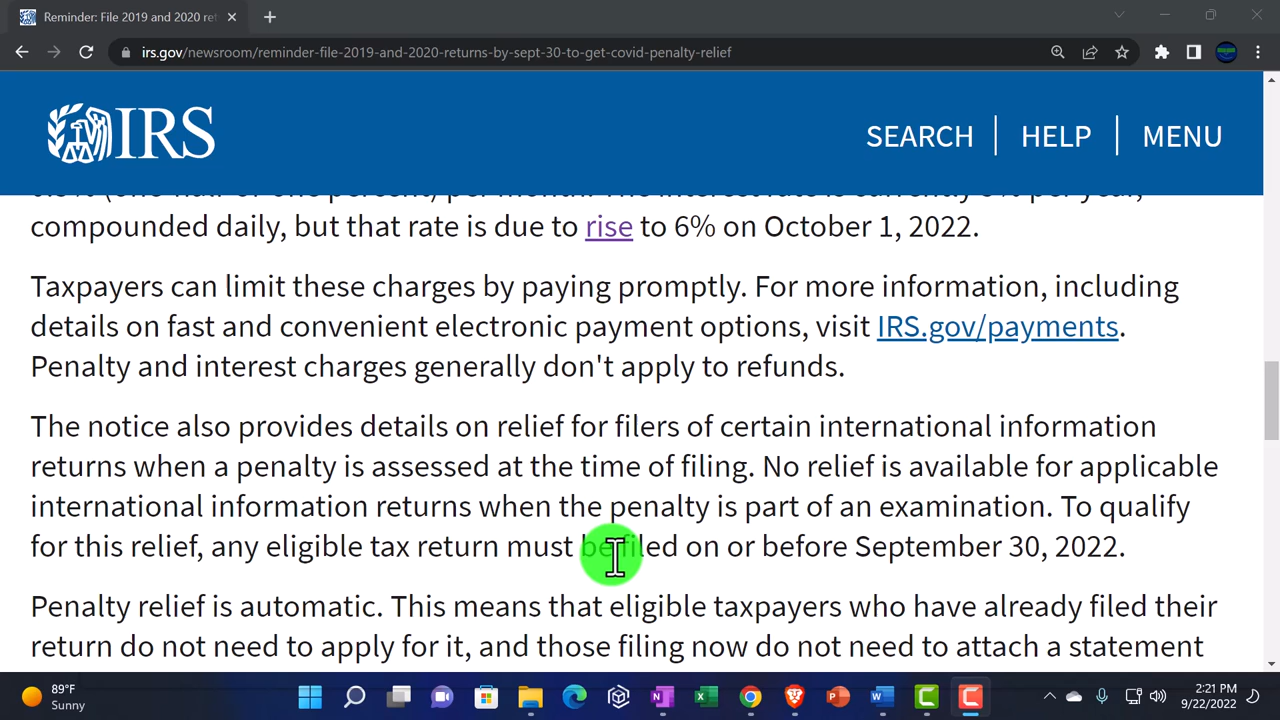 Reminder: File 2019 and 2020 ret
irs.gov/newsroom/reminder-file-2019-and-2020-returns-by-sept-30-to-get-covid-penalty-relief
IRS
SEARCH HELP MENU
compounded daily, but that rate is due to rise to 6% on October 1, 2022.
Taxpayers can limit these charges by paying promptly. For more information, including
details on fast and convenient electronic payment options, visit IRS.gov/payments.
Penalty and interest charges generally don't apply to refunds.
The notice also provides details on relief for filers of certain international information
returns when a penalty is assessed at the time of filing. No relief is available for applicable
international information returns when the penalty is part of an examination. To qualify
for this relief, any eligible tax return must be filed on or before September 30, 2022.
Penalty relief is automatic. This means that eligible taxpayers who have already filed their
return do not need to apply for it, and those filing now do not need to attach a statement
89°F
Sunny
2:21 PM
9/22/2022